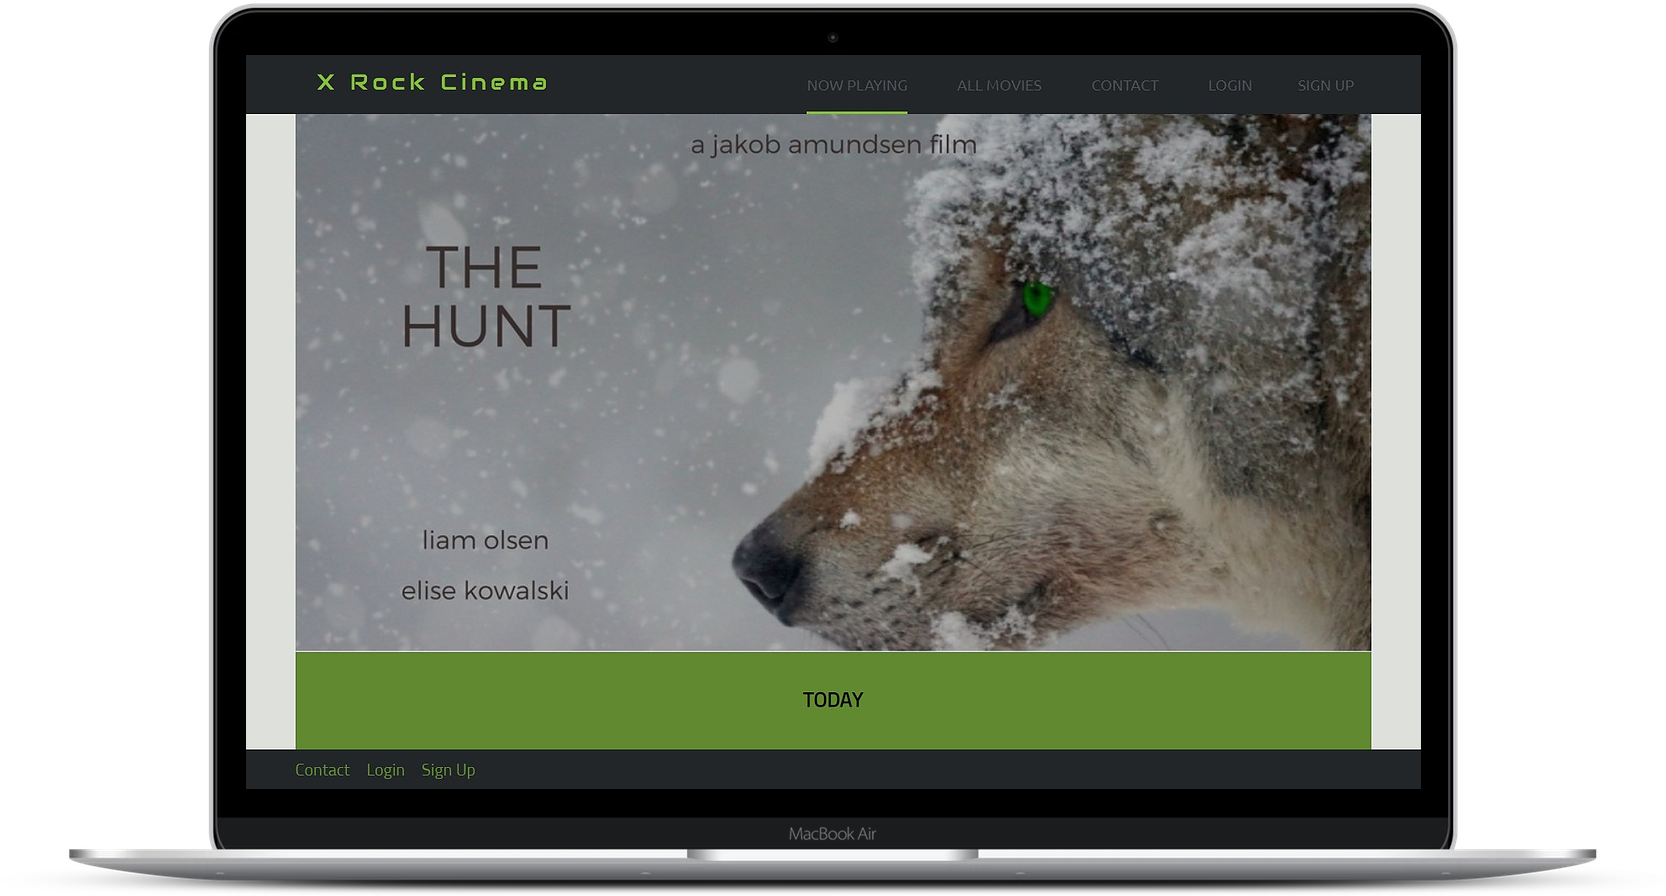 X Rock Cinema
NOW PLAYING ALL MOVIES CONTACT LOGIN SIGN UP
a jakob amundsen film
THE
HUNT
liam olsen
elise kowalski
TODAY
Contact Login Sign Up
MacBook Air